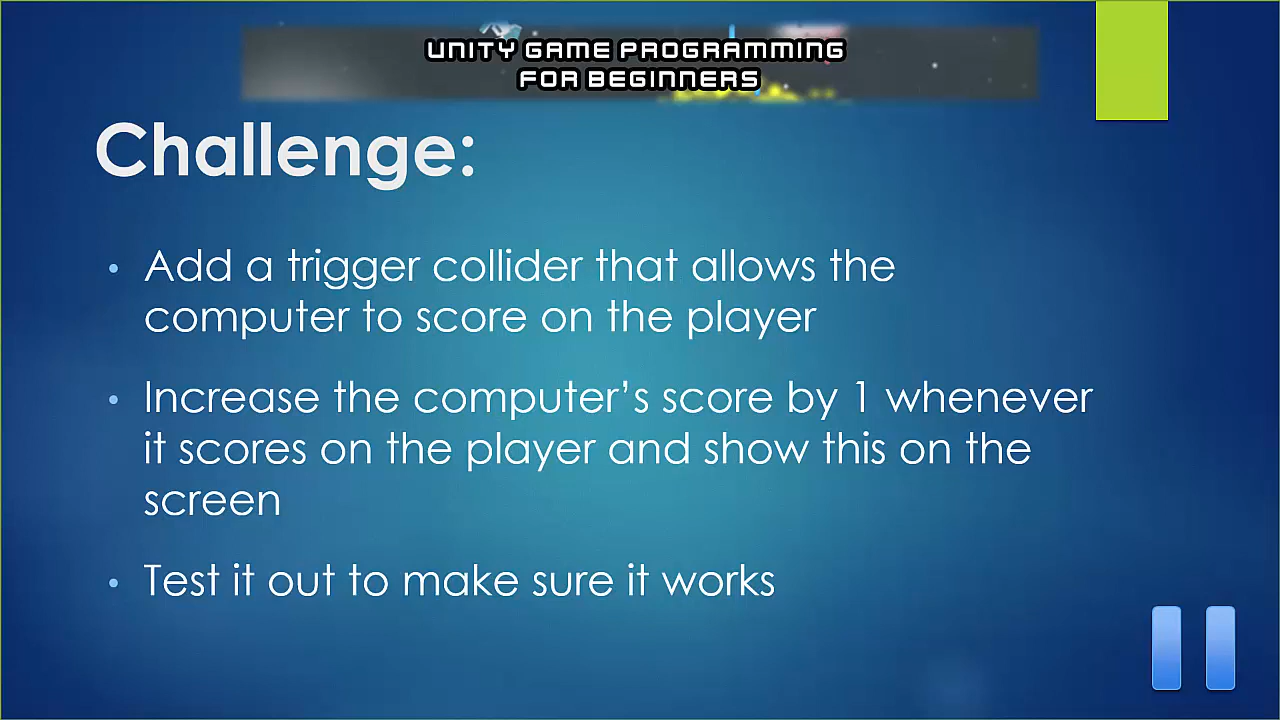 UNITY GAME PROGRAMMING
FOR BEGINNERS
Challenge:
• Add a trigger collider that allows the
computer to score on the player
• Increase the computer’s score by 1 whenever
it scores on the player and show this on the
screen
• Test it out to make sure it works